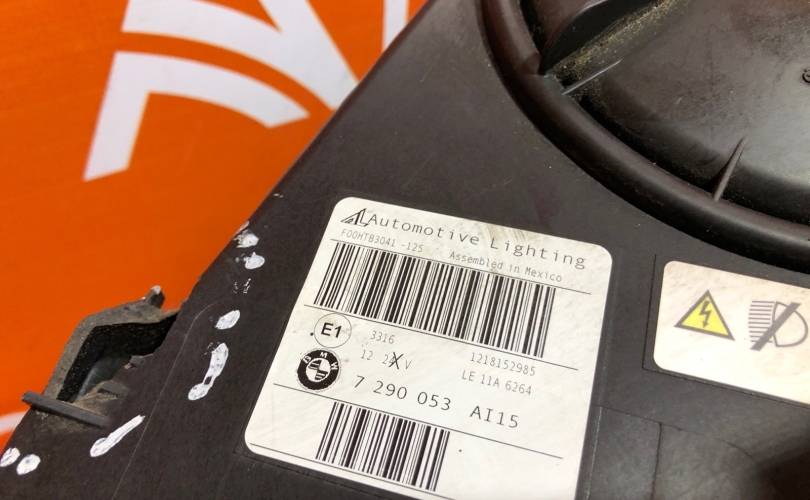 AL Automotive Lighting
F00HTB3041 -125
Assembled in Mexico
E1
3316
12 2X V
1218152985
LE 11A 6264
BMW
7 290 053 AI15